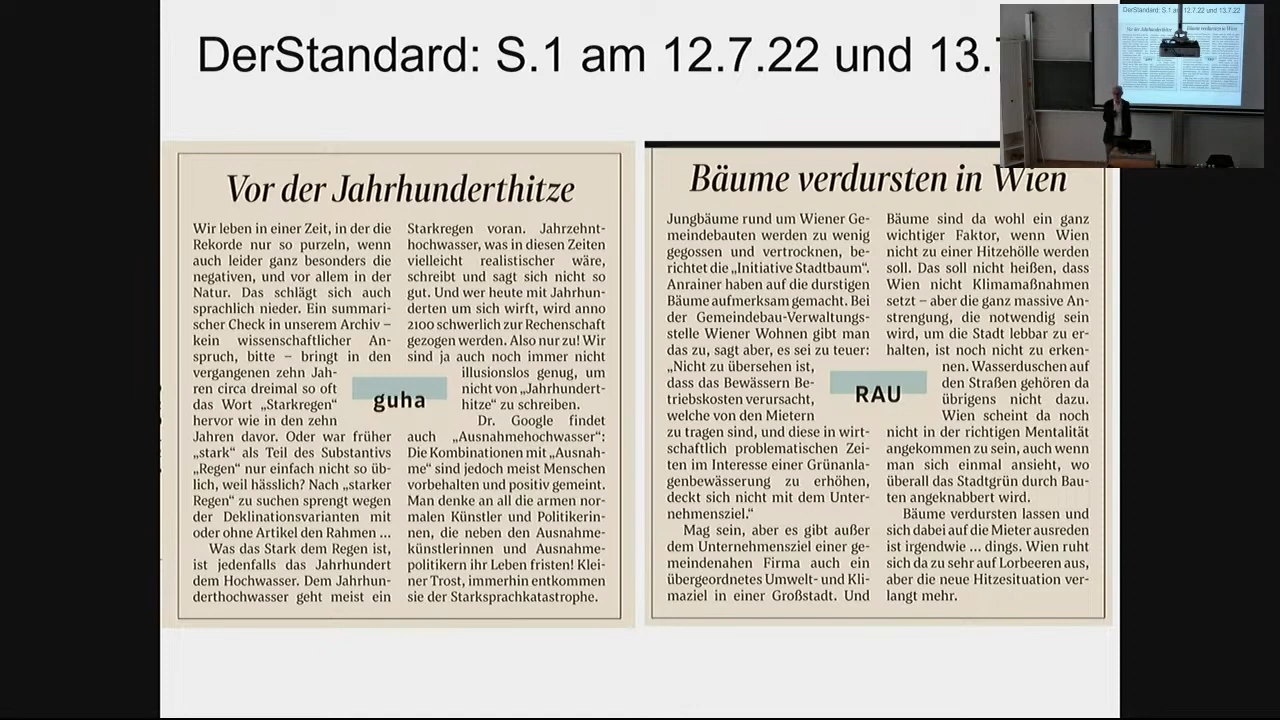 DerStandard: S.1 am 12.7.22 und 13.
Vor der Jahrhunderthitze
Wir leben in einer Zeit, in der die
Rekorde nur so purzeln, wenn
auch leider ganz besonders die
negativen, und vor allem in der
Natur. Das schlägt sich auch
sprachlich nieder. Ein summari-
scher Check in unserem Archiv –
kein wissenschaftlicher An-
spruch, bitte – bringt in den
vergangenen zehn Jah-
ren circa dreimal so oft
das Wort „Starkregen“
hervor wie in den zehn
Jahren davor. Oder war früher
„stark“ als Teil des Substantivs
„Regen“ nur einfach nicht so üb-
lich, weil hässlich? Nach „starker
Regen“ zu suchen sprengt wegen
der Deklinationsvarianten mit
oder ohne Artikel den Rahmen ...
Was das Stark dem Regen ist,
ist jedenfalls das Jahrhundert
dem Hochwasser. Dem Jahrhun-
derthochwasser geht meist ein
Starkregen voran. Jahrzehnt-
hochwasser, was in diesen Zeiten
vielleicht realistischer wäre,
schreibt und sagt sich nicht so
gut. Und wer heute mit Jahrhun-
derten um sich wirft, wird anno
2100 schwerlich zur Rechenschaft
gezogen werden. Also nur zu! Wir
sind ja auch noch immer nicht
illusionslos genug, um
nicht von „Jahrhundert-
hitze“ zu schreiben.
Dr. Google findet
auch „Ausnahmehochwasser“:
Die Kombinationen mit „Ausnah-
me“ sind jedoch meist Menschen
vorbehalten und positiv gemeint.
Man denke an all die armen nor-
malen Künstler und Politikerin-
nen, die neben den Ausnahme-
künstlerinnen und Ausnahme-
politikern ihr Leben fristen! Klei-
ner Trost, immerhin entkommen
sie der Starksprachkatastrophe.
guha
Bäume verdursten in Wien
Jungbäume rund um Wiener Ge-
meindebauten werden zu wenig
gegossen und vertrocknen, be-
richtet die „Initiative Stadtbaum“.
Anrainer haben auf die durstigen
Bäume aufmerksam gemacht. Bei
der Gemeindebau-Verwaltungs-
stelle Wiener Wohnen gibt man
das zu, sagt aber, es sei zu teuer:
„Nicht zu übersehen ist,
dass das Bewässern Be-
triebskosten verursacht,
welche von den Mietern
zu tragen sind, und diese in wirt-
schaftlich problematischen Zei-
ten im Interesse einer Grünanla-
genbewässerung zu erhöhen,
deckt sich nicht mit dem Unter-
nehmensziel.“
Mag sein, aber es gibt außer
dem Unternehmensziel einer ge-
meindenahen Firma auch ein
übergeordnetes Umwelt- und Kli-
maziel in einer Großstadt. Und
Bäume sind da wohl ein ganz
wichtiger Faktor, wenn Wien
nicht zu einer Hitzehölle werden
soll. Das soll nicht heißen, dass
Wien nicht Klimamaßnahmen
setzt – aber die ganz massive An-
strengung, die notwendig sein
wird, um die Stadt lebbar zu er-
halten, ist noch nicht zu erken-
nen. Wasserduschen auf
den Straßen gehören da
übrigens nicht dazu.
Wien scheint da noch
nicht in der richtigen Mentalität
angekommen zu sein, auch wenn
man sich einmal ansieht, wo
überall das Stadtgrün durch Bau-
ten angeknabbert wird.
Bäume verdursten lassen und
sich dabei auf die Mieter ausreden
ist irgendwie ... dings. Wien ruht
sich da zu sehr auf Lorbeeren aus,
aber die neue Hitzesituation ver-
langt mehr.
RAU
DerStandard: S.1 12.7.22 und 13.7.22
Vor der Jahrhunderthitze
Bäume verdursten in Wien